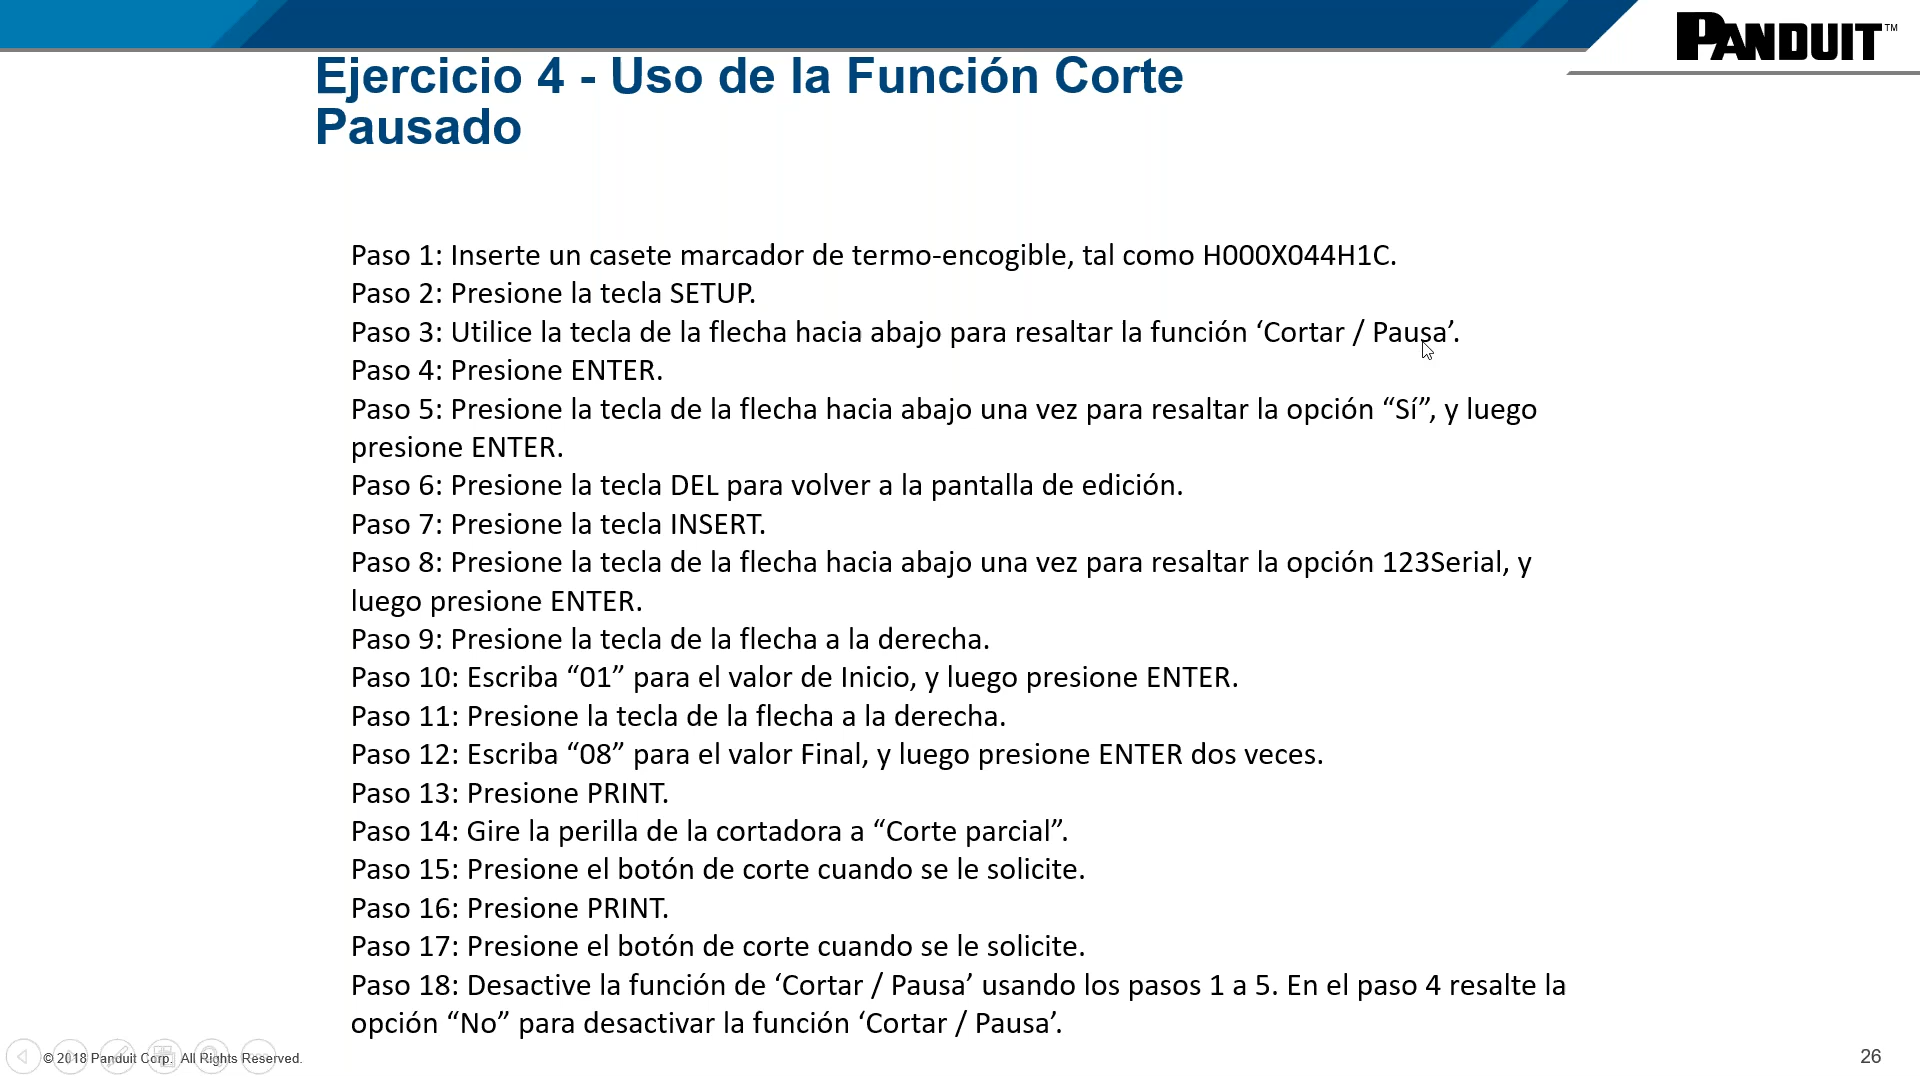 PANDUIT™
Ejercicio 4 - Uso de la Función Corte
Pausado
Paso 1: Inserte un casete marcador de termo-encogible, tal como H000X044H1C.
Paso 2: Presione la tecla SETUP.
Paso 3: Utilice la tecla de la flecha hacia abajo para resaltar la función ‘Cortar / Pausa’.
Paso 4: Presione ENTER.
Paso 5: Presione la tecla de la flecha hacia abajo una vez para resaltar la opción “Sí”, y luego
presione ENTER.
Paso 6: Presione la tecla DEL para volver a la pantalla de edición.
Paso 7: Presione la tecla INSERT.
Paso 8: Presione la tecla de la flecha hacia abajo una vez para resaltar la opción 123Serial, y
luego presione ENTER.
Paso 9: Presione la tecla de la flecha a la derecha.
Paso 10: Escriba “01” para el valor de Inicio, y luego presione ENTER.
Paso 11: Presione la tecla de la flecha a la derecha.
Paso 12: Escriba “08” para el valor Final, y luego presione ENTER dos veces.
Paso 13: Presione PRINT.
Paso 14: Gire la perilla de la cortadora a “Corte parcial”.
Paso 15: Presione el botón de corte cuando se le solicite.
Paso 16: Presione PRINT.
Paso 17: Presione el botón de corte cuando se le solicite.
Paso 18: Desactive la función de ‘Cortar / Pausa’ usando los pasos 1 a 5. En el paso 4 resalte la
opción “No” para desactivar la función ‘Cortar / Pausa’.
© 2018 Panduit Corp. All Rights Reserved.
26